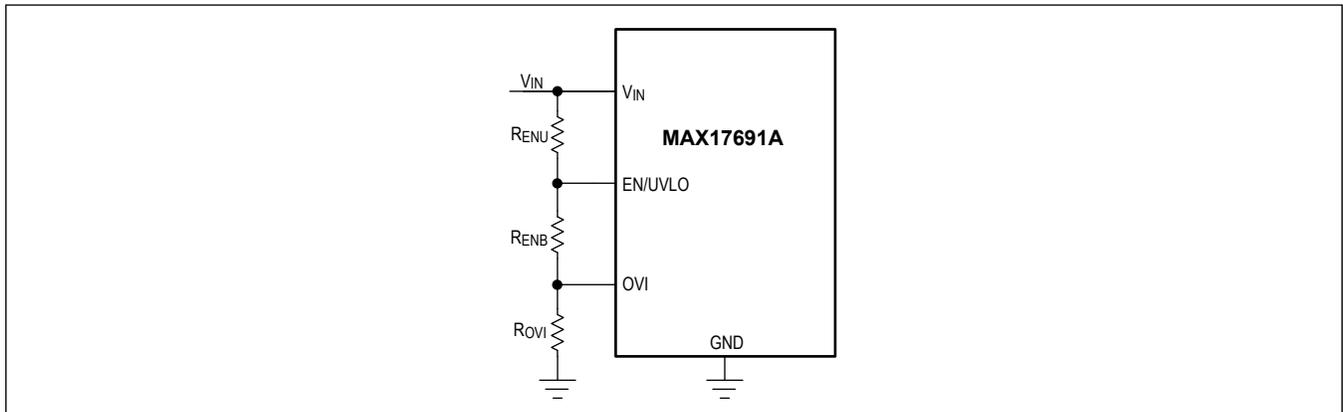 VIN
VIN
RENU
MAX17691A
EN/UVLO
RENB
OVI
ROVI
GND